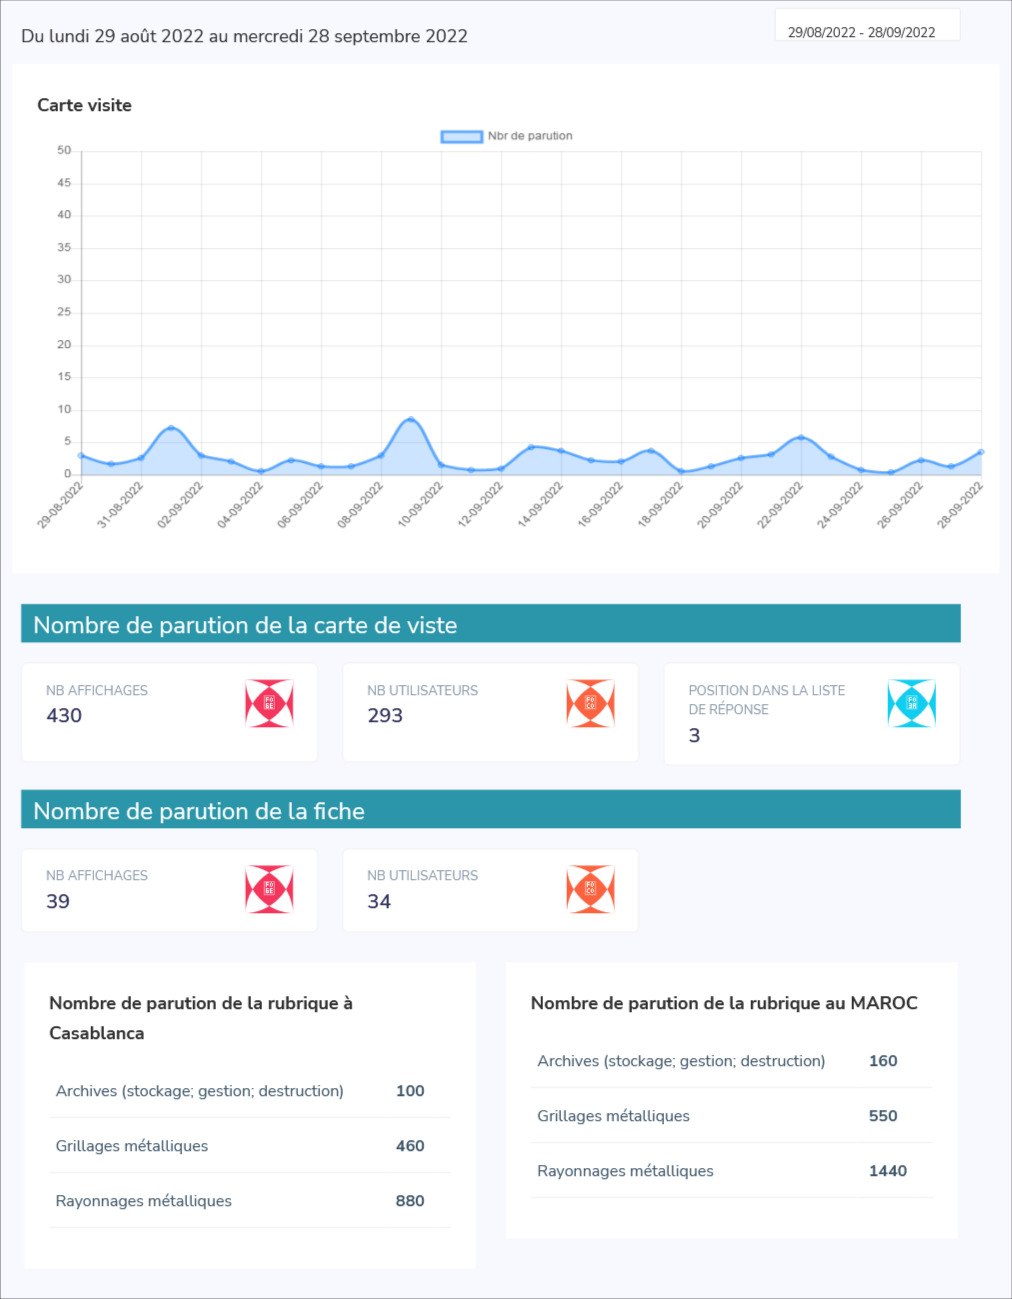 Du lundi 29 août 2022 au mercredi 28 septembre 2022
29/08/2022 - 28/09/2022
Carte visite
Nbr de parution
50
45
40
35
30
25
20
15
10
5
0
29-08-2022
31-08-2022
02-09-2022
04-09-2022
06-09-2022
08-09-2022
10-09-2022
12-09-2022
14-09-2022
16-09-2022
18-09-2022
20-09-2022
22-09-2022
24-09-2022
26-09-2022
28-09-2022
Nombre de parution de la carte de viste
NB AFFICHAGES
430
NB UTILISATEURS
293
POSITION DANS LA LISTE
DE RÉPONSE
3
Nombre de parution de la fiche
NB AFFICHAGES
39
NB UTILISATEURS
34
Nombre de parution de la rubrique à
Casablanca
Archives (stockage; gestion; destruction) 100
Grillages métalliques 460
Rayonnages métalliques 880
Nombre de parution de la rubrique au MAROC
Archives (stockage; gestion; destruction) 160
Grillages métalliques 550
Rayonnages métalliques 1440